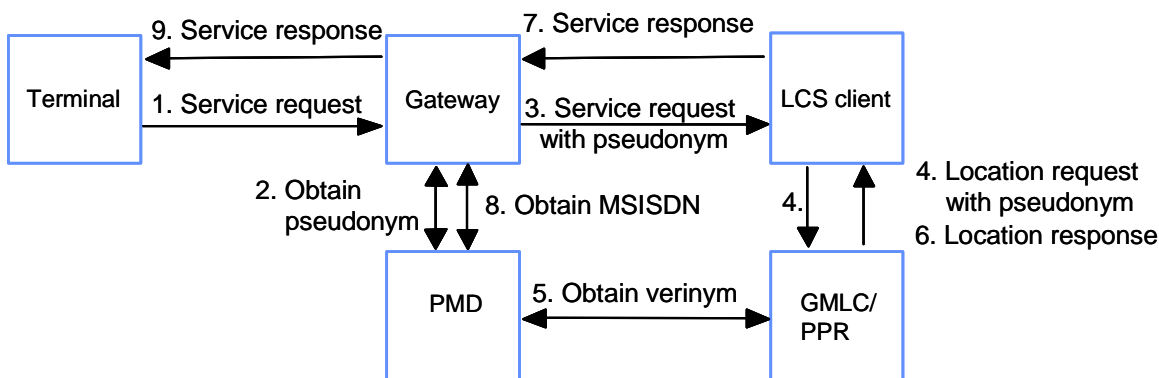 9. Service response
7. Service response
Terminal
1. Service request
Gateway
3. Service request
with pseudonym
LCS client
2. Obtain
pseudonym
8. Obtain MSISDN
4.
4. Location request
with pseudonym
6. Location response
PMD
5. Obtain verinym
GMLC/
PPR